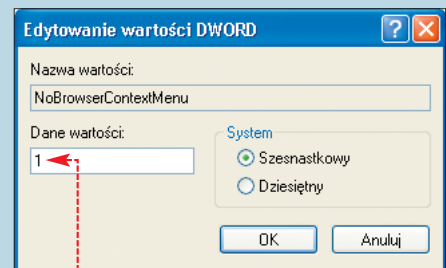 Edytowanie wartości DWORD
Nazwa wartości:
NoBrowserContextMenu
Dane wartości:
1
System
Szesnastkowy
Dziesiętny
OK
Anuluj